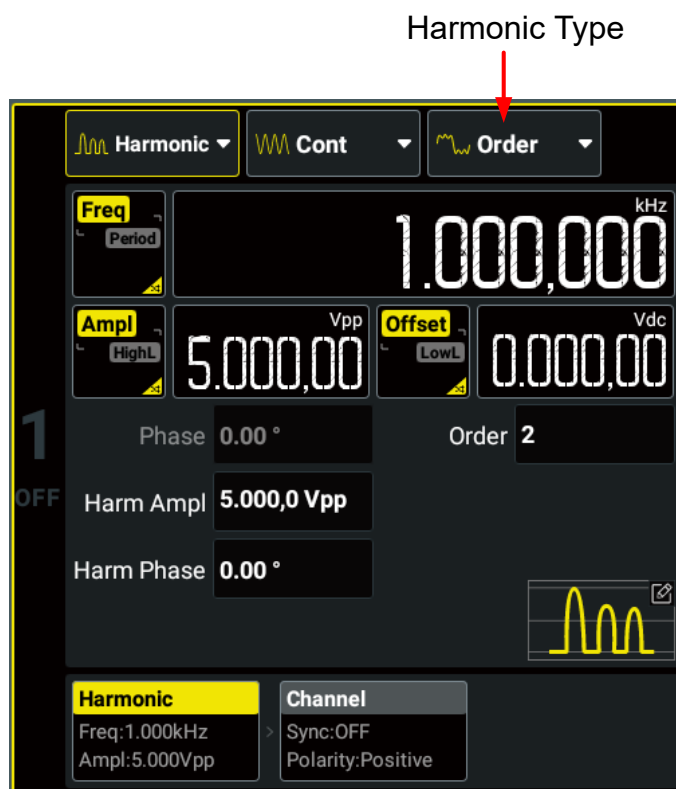 Harmonic Type
Harmonic Cont Order
Freq Period 1.000,000 kHz
Ampl HighL 5.000,00 Vpp Offset LowL 0.000,00 Vdc
1
OFF
Phase 0.00 ° Order 2
Harm Ampl 5.000,0 Vpp
Harm Phase 0.00 °
Harmonic
Freq:1.000kHz
Ampl:5.000Vpp
>
Channel
Sync:OFF
Polarity:Positive